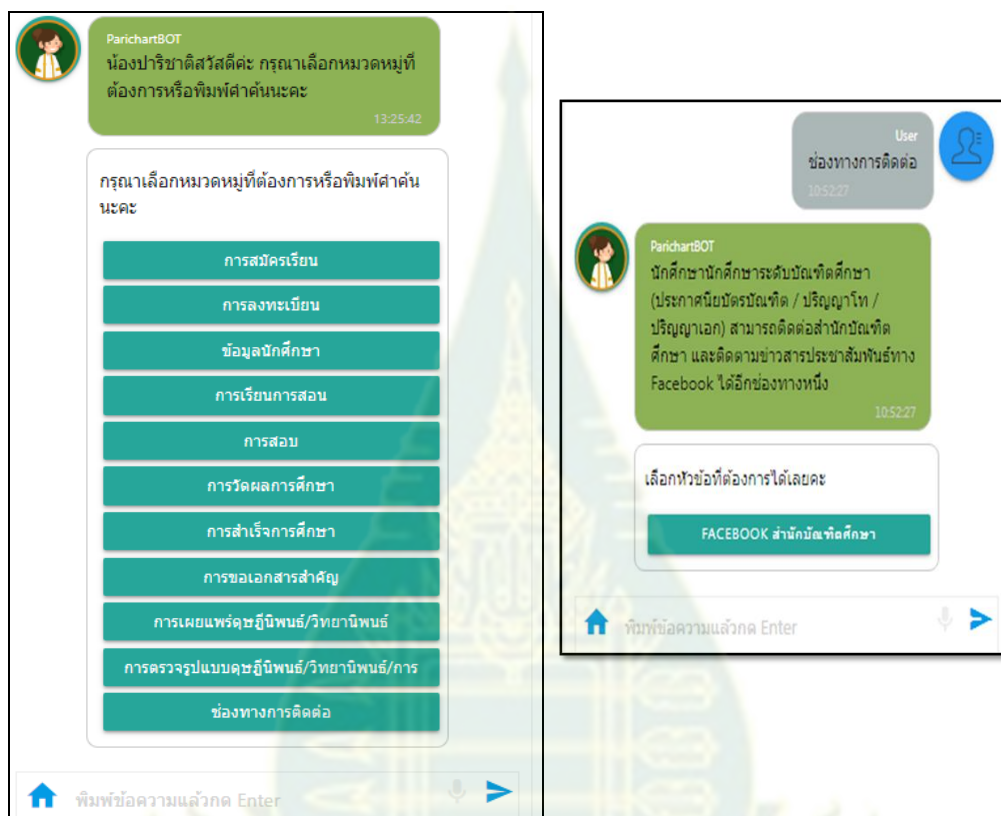 ParichartBOT
น้องปาริชาติสวัสดีค่ะ กรุณาเลือกหมวดหมู่ที่
ต้องการหรือพิมพ์คำค้นนะคะ
13:25:42
กรุณาเลือกหมวดหมู่ที่ต้องการหรือพิมพ์คำค้น
นะคะ
การสมัครเรียน
การลงทะเบียน
ข้อมูลนักศึกษา
การเรียนการสอน
การสอบ
การวัดผลการศึกษา
การสำเร็จการศึกษา
การขอเอกสารสำคัญ
การเผยแพร่ดุษฎีนิพนธ์/วิทยานิพนธ์
การตรวจรูปแบบดุษฎีนิพนธ์/วิทยานิพนธ์/การ
ช่องทางการติดต่อ
พิมพ์ข้อความแล้วกด Enter
User
ช่องทางการติดต่อ
10:52:27
ParichartBOT
นักศึกษานักศึกษาระดับบัณฑิตศึกษา
(ประกาศนียบัตรบัณฑิต / ปริญญาโท /
ปริญญาเอก) สามารถติดต่อสำนักบัณฑิต
ศึกษา และติดตามข่าวสารประชาสัมพันธ์ทาง
Facebook ได้อีกช่องทางหนึ่ง
10:52:27
เลือกหัวข้อที่ต้องการได้เลยคะ
FACEBOOK สำนักบัณฑิตศึกษา
พิมพ์ข้อความแล้วกด Enter